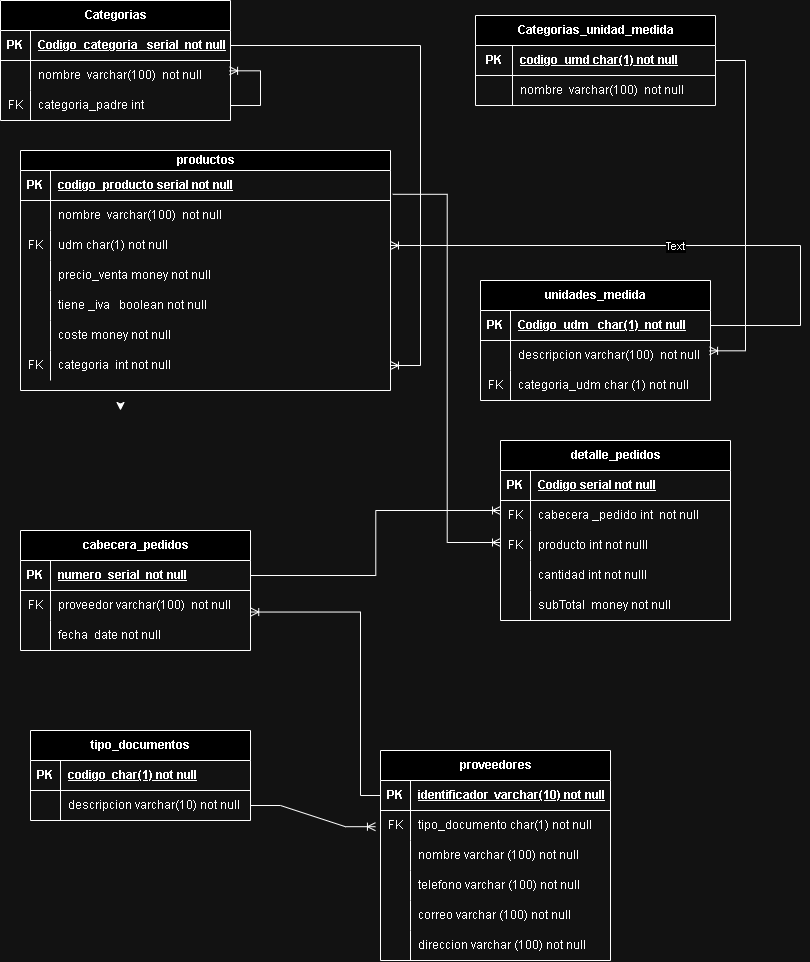 Categorias
PK Codigo_categoria_ serial not null
nombre varchar(100) not null
FK categoria_padre int
Categorias_unidad_medida
PK codigo_umd char(1) not null
nombre varchar(100) not null
productos
PK codigo_producto serial not null
nombre varchar(100) not null
FK udm char(1) not null
precio_venta money not null
tiene _iva boolean not null
coste money not null
FK categoria int not null
Text
unidades_medida
PK Codigo_udm_ char(1) not null
descripcion varchar(100) not null
FK categoria_udm char (1) not null
detalle_pedidos
PK Codigo serial not null
FK cabecera _pedido int not null
FK producto int not nulll
cantidad int not nulll
subTotal money not null
cabecera_pedidos
PK numero_serial not null
FK proveedor varchar(100) not null
fecha date not null
tipo_documentos
PK codigo_char(1) not null
descripcion varchar(10) not null
proveedores
PK identificador_varchar(10) not null
FK tipo_documento char(1) not null
nombre varchar (100) not null
telefono varchar (100) not null
correo varchar (100) not null
direccion varchar (100) not null